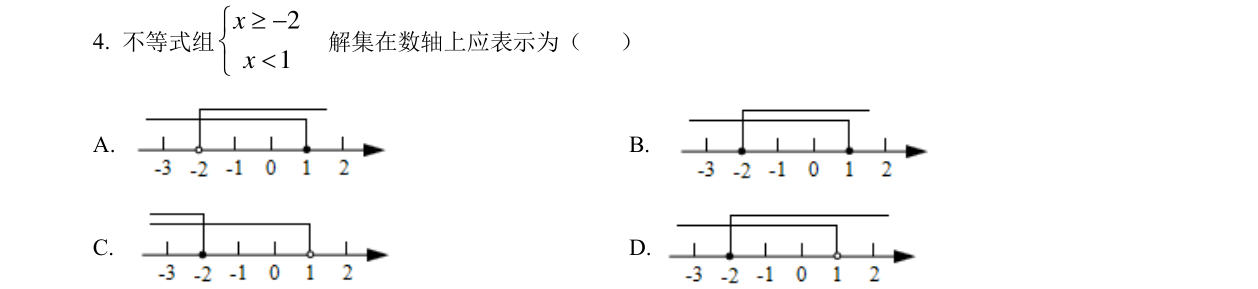 4. 不等式组 { x ≥ −2
x < 1 解集在数轴上应表示为（  ）
A. -3 -2 -1 0 1 2
B. -3 -2 -1 0 1 2
C. -3 -2 -1 0 1 2
D. -3 -2 -1 0 1 2